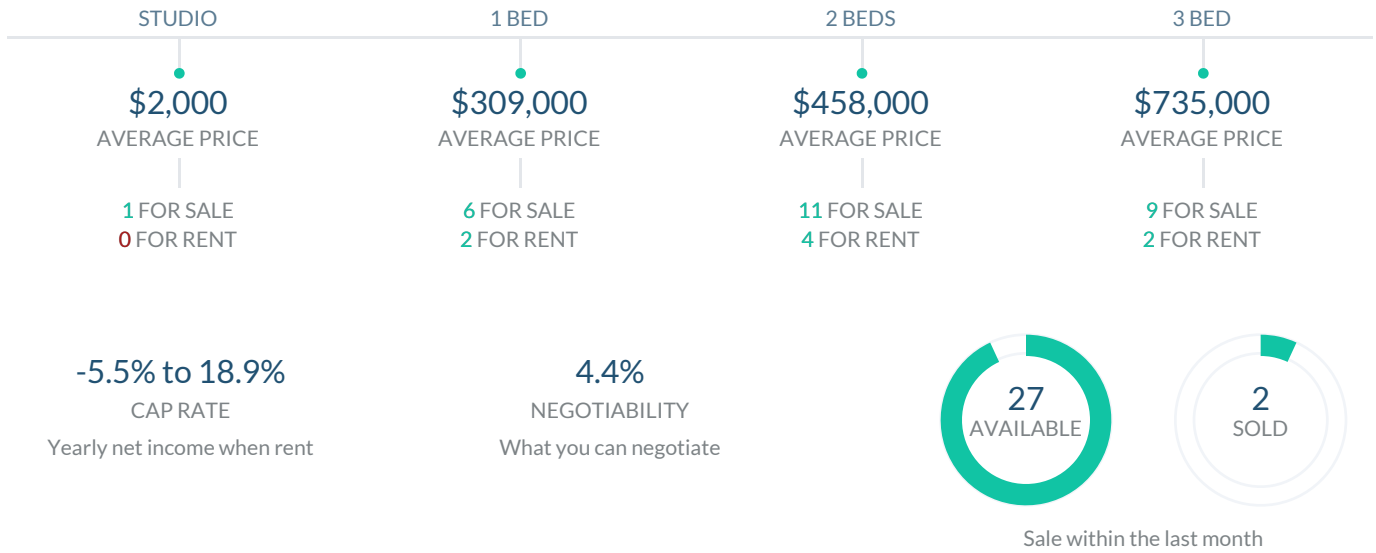 STUDIO
1 BED
2 BEDS
3 BED
$2,000
$309,000
$458,000
$735,000
AVERAGE PRICE
AVERAGE PRICE
AVERAGE PRICE
AVERAGE PRICE
1 FOR SALE
6 FOR SALE
11 FOR SALE
9 FOR SALE
0 FOR RENT
2 FOR RENT
4 FOR RENT
2 FOR RENT
-5.5% to 18.9%
CAP RATE
Yearly net income when rent
4.4%
NEGOTIABILITY
What you can negotiate
27
AVAILABLE
2
SOLD
Sale within the last month